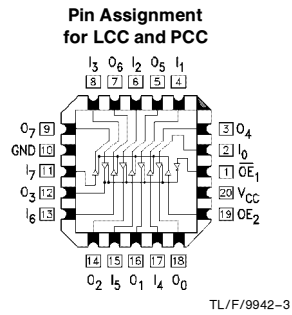 Pin Assignment
for LCC and PCC
I3 O6 I2 O5 I1
8 7 6 5 4
O7 9
GND 10
I7 11
O3 12
I6 13
3 O4
2 I0
1 O̅E̅1
20 VCC
19 OE2
14 15 16 17 18
O2 I5 O1 I4 O0
TL/F/9942–3